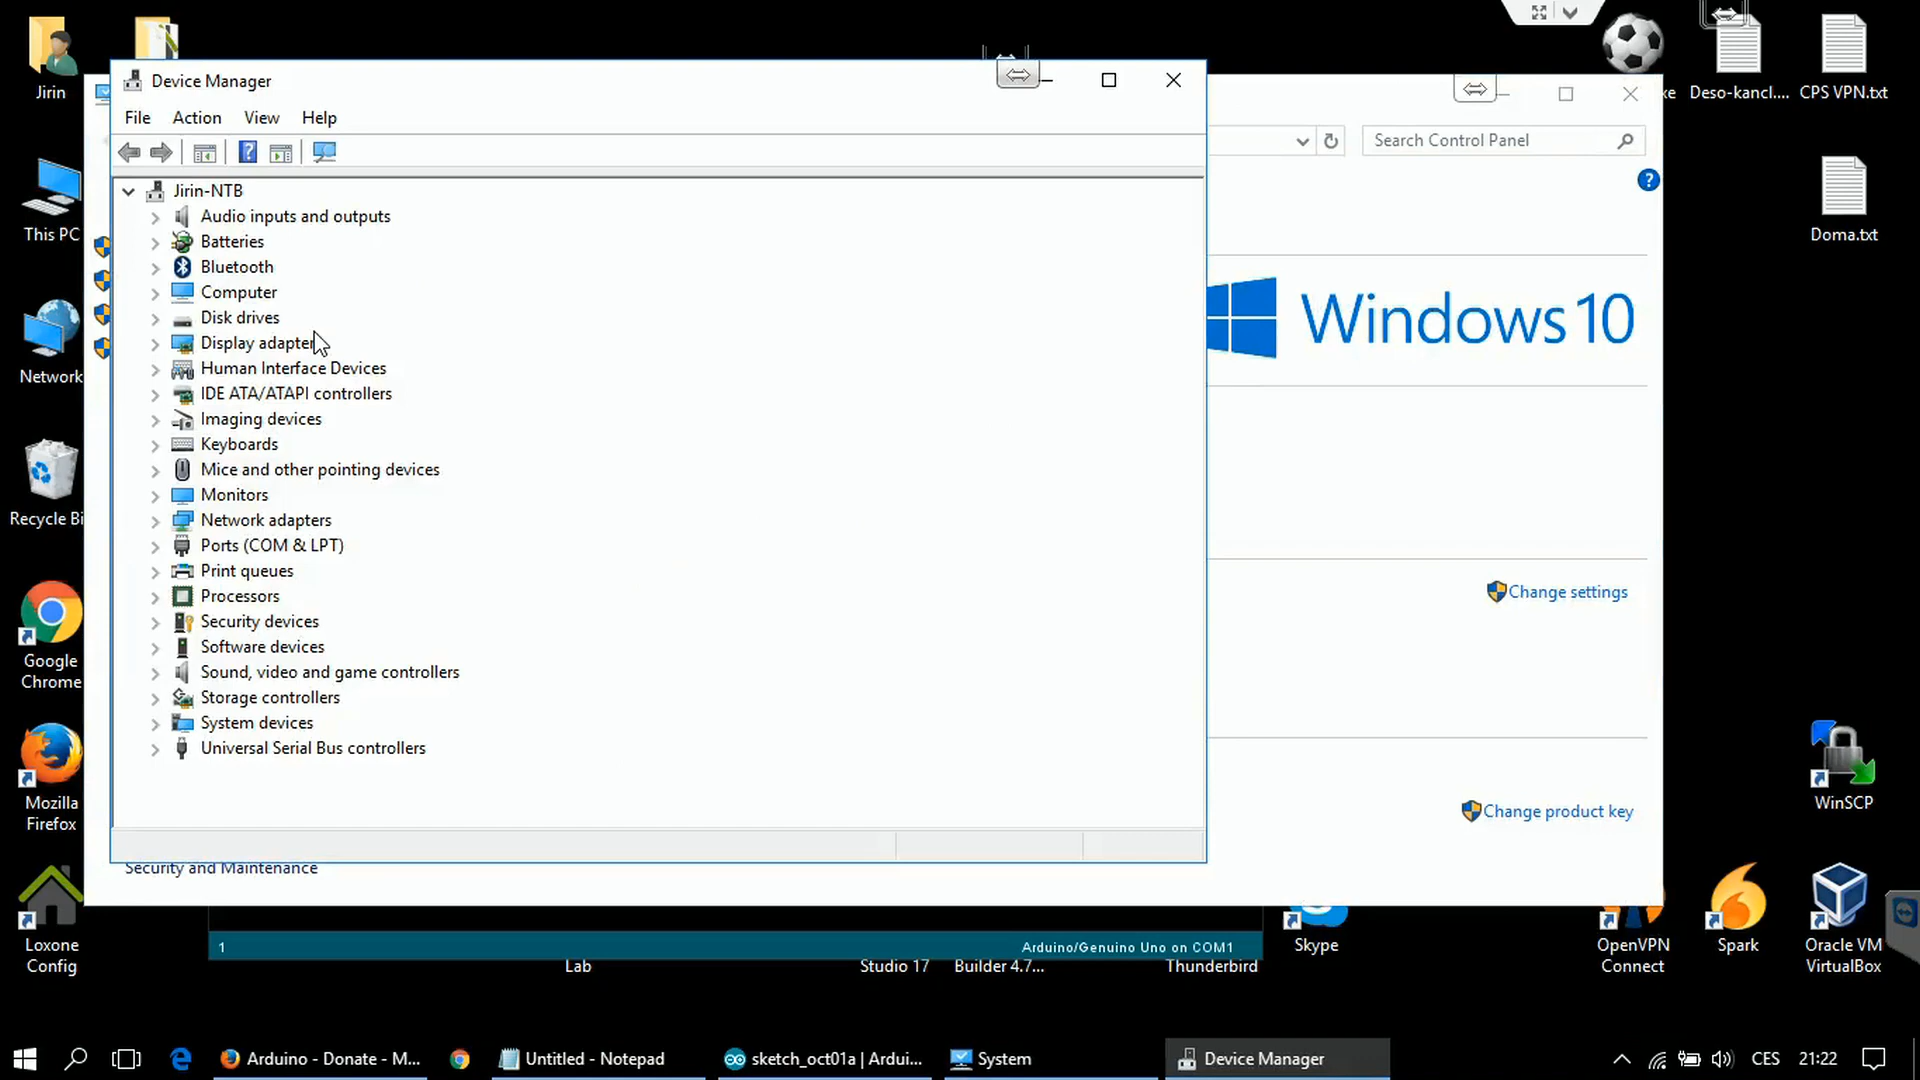 Jirin
This PC
Network
Recycle Bi
Google
Chrome
Mozilla
Firefox
Loxone
Config
Device Manager
File Action View Help
Jirin-NTB
Audio inputs and outputs
Batteries
Bluetooth
Computer
Disk drives
Display adapter
Human Interface Devices
IDE ATA/ATAPI controllers
Imaging devices
Keyboards
Mice and other pointing devices
Monitors
Network adapters
Ports (COM & LPT)
Print queues
Processors
Security devices
Software devices
Sound, video and game controllers
Storage controllers
System devices
Universal Serial Bus controllers
Security and Maintenance
Search Control Panel
Windows 10
Change settings
Change product key
1
Arduino/Genuino Uno on COM1
Lab
Studio 17
Builder 4.7...
Thunderbird
Skype
xe
Deso-kancl....
CPS VPN.txt
Doma.txt
WinSCP
OpenVPN
Connect
Spark
Oracle VM
VirtualBox
Arduino - Donate - M...
Untitled - Notepad
sketch_oct01a | Ardui...
System
Device Manager
CES
21:22